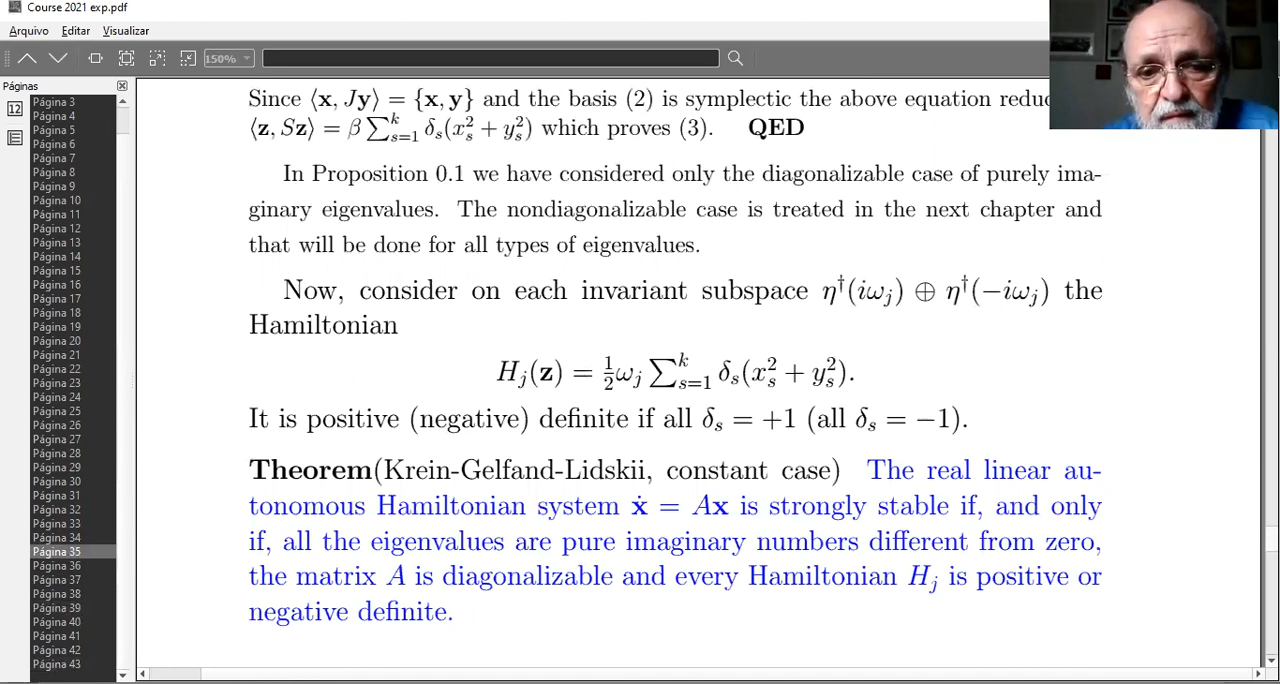 Course 2021 exp.pdf
Arquivo Editar Visualizar
150%
Páginas
12
Página 3
Página 4
Página 5
Página 6
Página 7
Página 8
Página 9
Página 10
Página 11
Página 12
Página 13
Página 14
Página 15
Página 16
Página 17
Página 18
Página 19
Página 20
Página 21
Página 22
Página 23
Página 24
Página 25
Página 26
Página 27
Página 28
Página 29
Página 30
Página 31
Página 32
Página 33
Página 34
Página 35
Página 36
Página 37
Página 38
Página 39
Página 40
Página 41
Página 42
Página 43
Since ⟨x, Jy⟩ = {x, y} and the basis (2) is symplectic the above equation redu
⟨z, Sz⟩ = β ∑ₛ₌₁ᵏ δₛ(xₛ² + yₛ²) which proves (3). QED
In Proposition 0.1 we have considered only the diagonalizable case of purely ima-
ginary eigenvalues. The nondiagonalizable case is treated in the next chapter and
that will be done for all types of eigenvalues.
Now, consider on each invariant subspace η†(iωⱼ) ⊕ η†(−iωⱼ) the
Hamiltonian
Hⱼ(z) = ½ωⱼ ∑ₛ₌₁ᵏ δₛ(xₛ² + yₛ²).
It is positive (negative) definite if all δₛ = +1 (all δₛ = −1).
Theorem(Krein-Gelfand-Lidskii, constant case) The real linear au-
tonomous Hamiltonian system ẋ = Ax is strongly stable if, and only
if, all the eigenvalues are pure imaginary numbers different from zero,
the matrix A is diagonalizable and every Hamiltonian Hⱼ is positive or
negative definite.